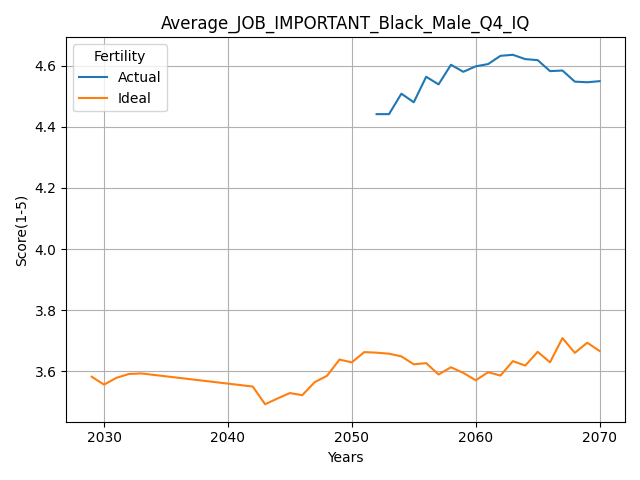 Average_JOB_IMPORTANT_Black_Male_Q4_IQ
Fertility
Actual
Ideal
Score(1-5)
4.6
4.4
4.2
4.0
3.8
3.6
2030 2040 2050 2060 2070
Years